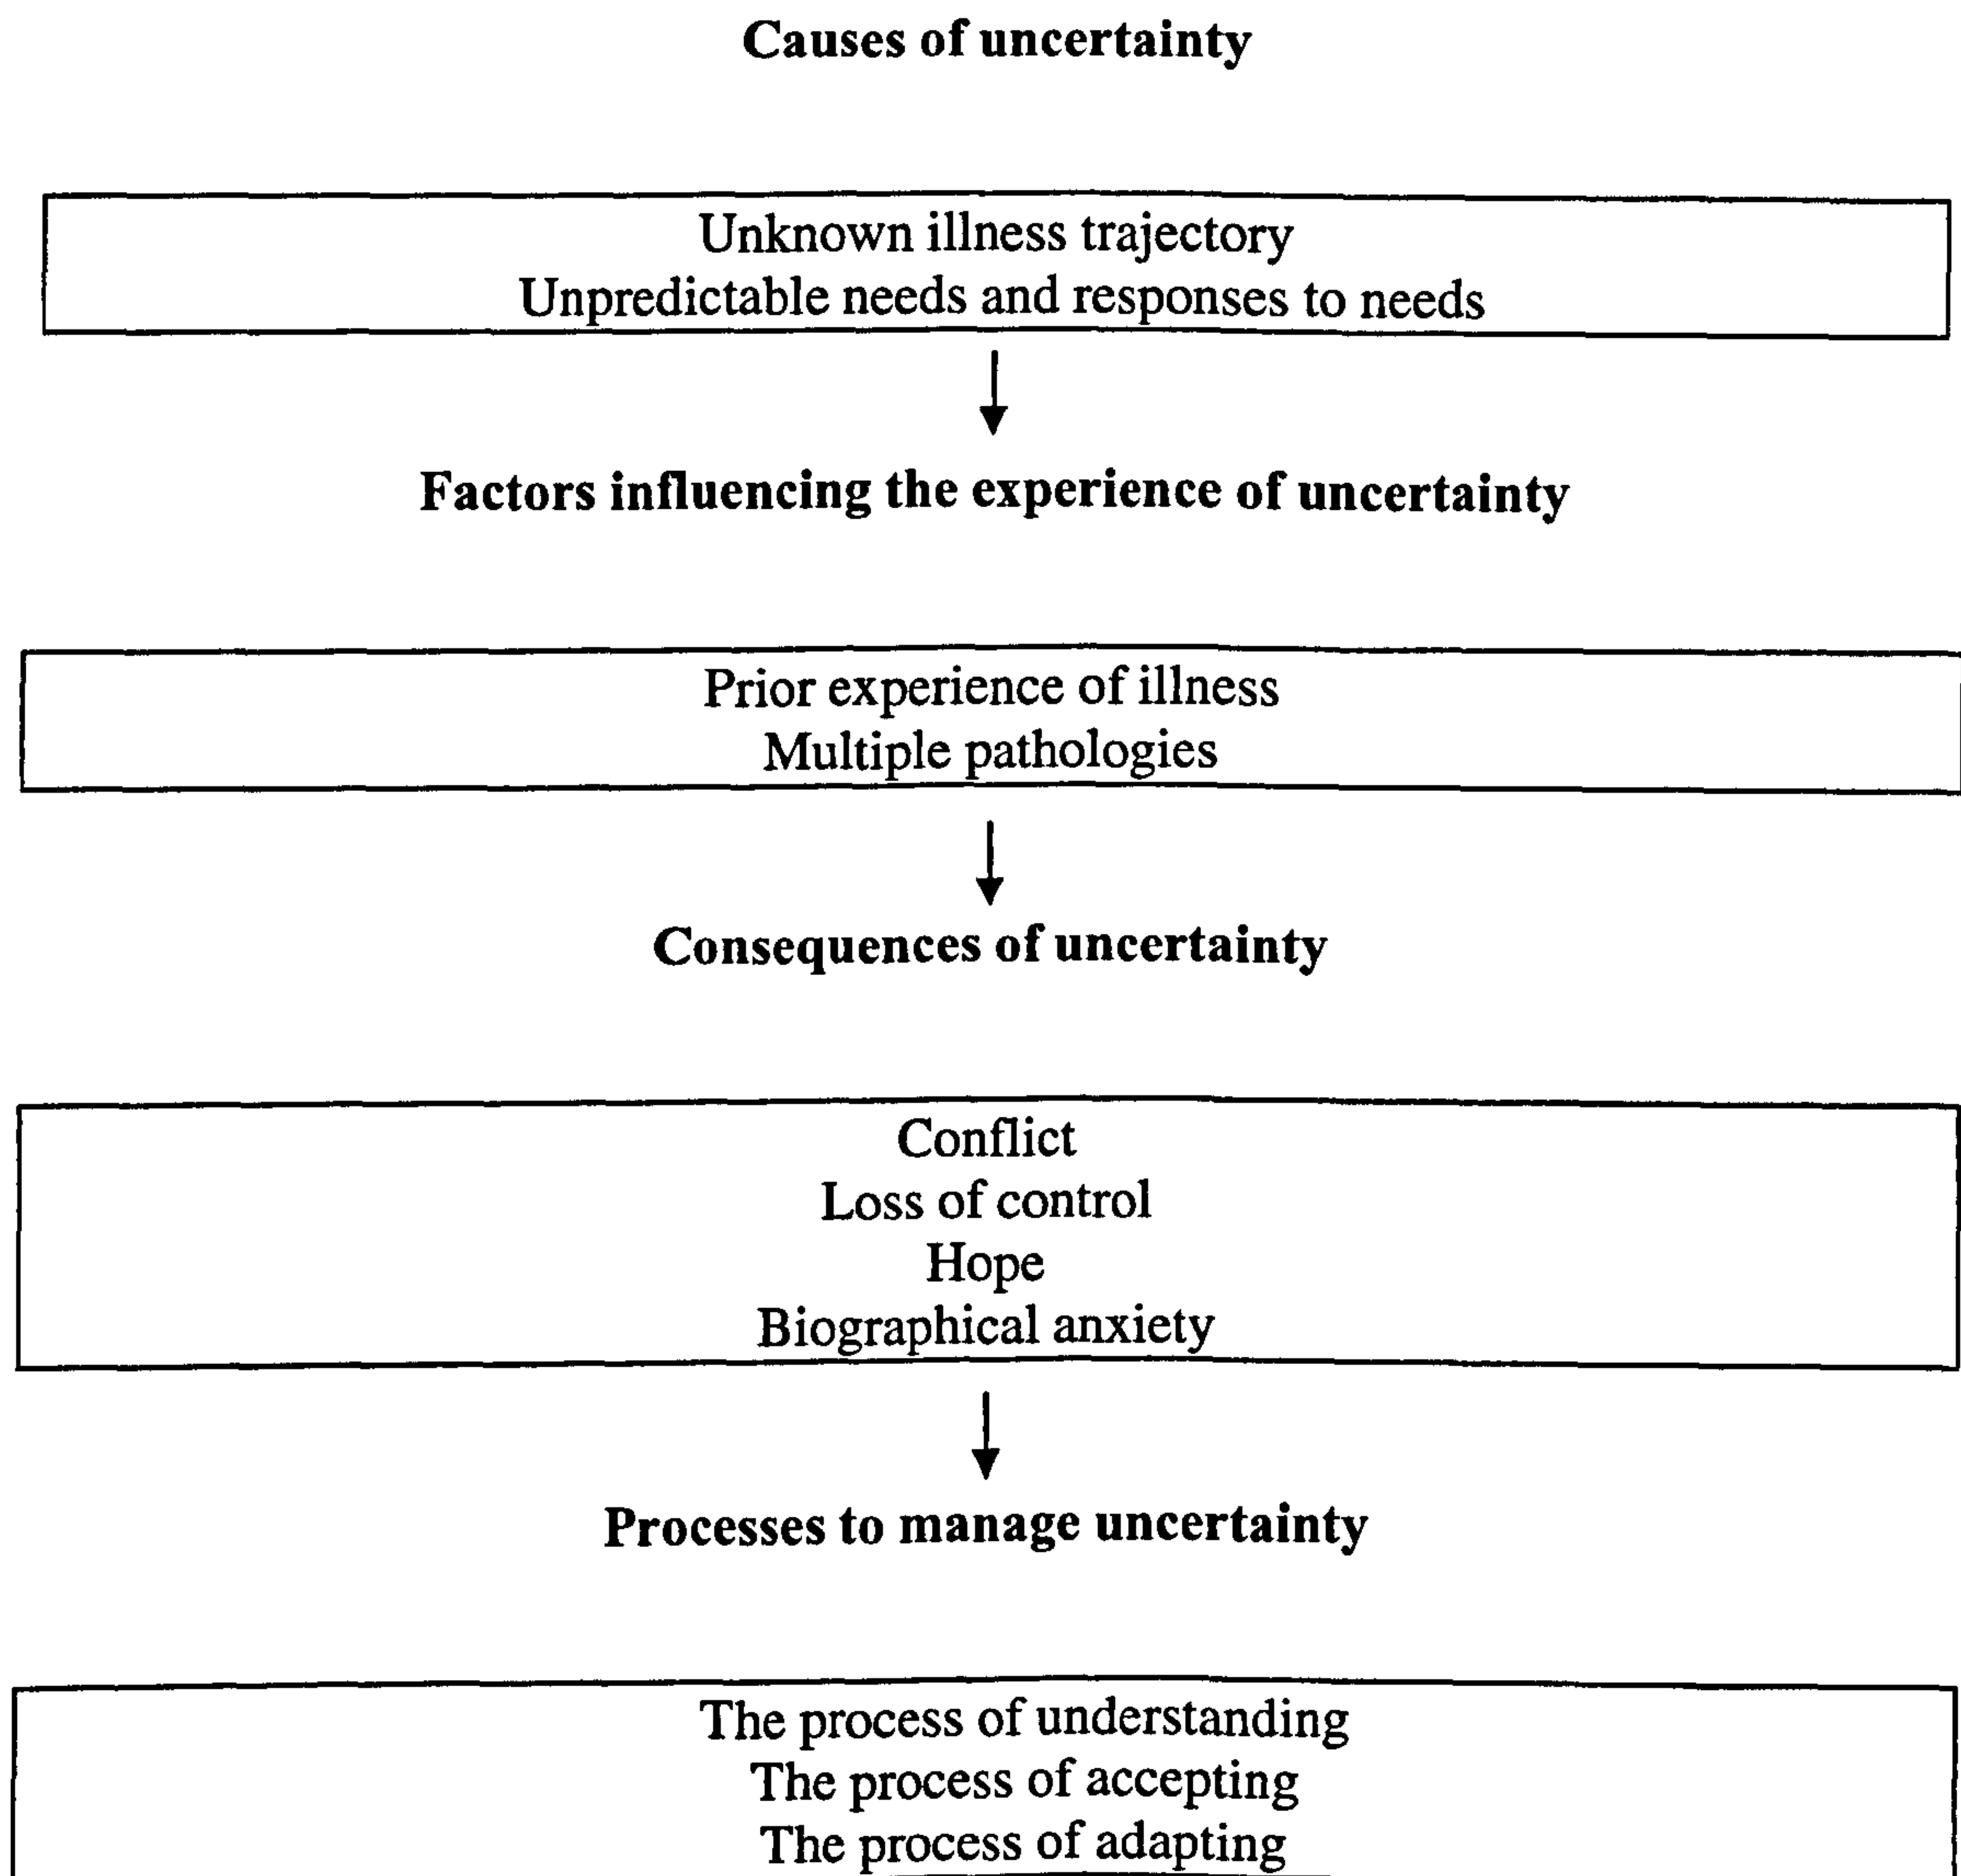 Causes of uncertainty
Unknown illness trajectory
Unpredictable needs and responses to needs
Factors influencing the experience of uncertainty
Prior experience of illness
Multiple pathologies
Consequences of uncertainty
Conflict
Loss of control
Hope
Biographical anxiety
Processes to manage uncertainty
The process of understanding
The process of accepting
The process of adapting